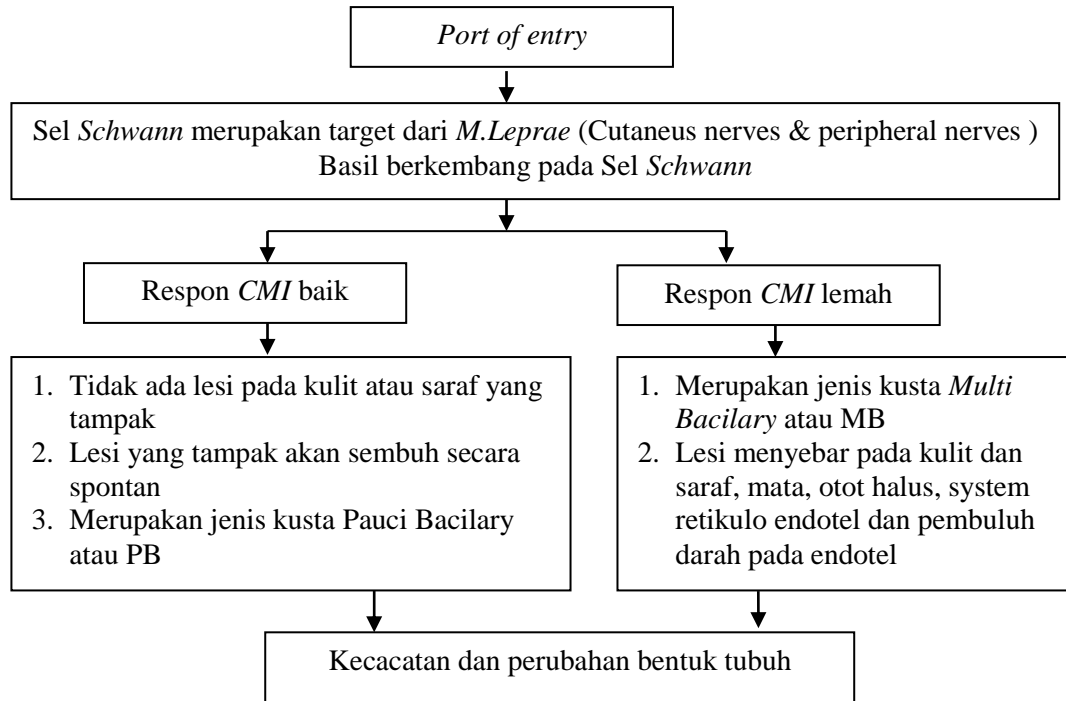 Port of entry
Sel Schwann merupakan target dari M.Leprae (Cutaneus nerves & peripheral nerves )
Basil berkembang pada Sel Schwann
Respon CMI baik
Respon CMI lemah
1. Tidak ada lesi pada kulit atau saraf yang
tampak
2. Lesi yang tampak akan sembuh secara
spontan
3. Merupakan jenis kusta Pauci Bacilary
atau PB
1. Merupakan jenis kusta Multi
Bacilary atau MB
2. Lesi menyebar pada kulit dan
saraf, mata, otot halus, system
retikulo endotel dan pembuluh
darah pada endotel
Kecacatan dan perubahan bentuk tubuh